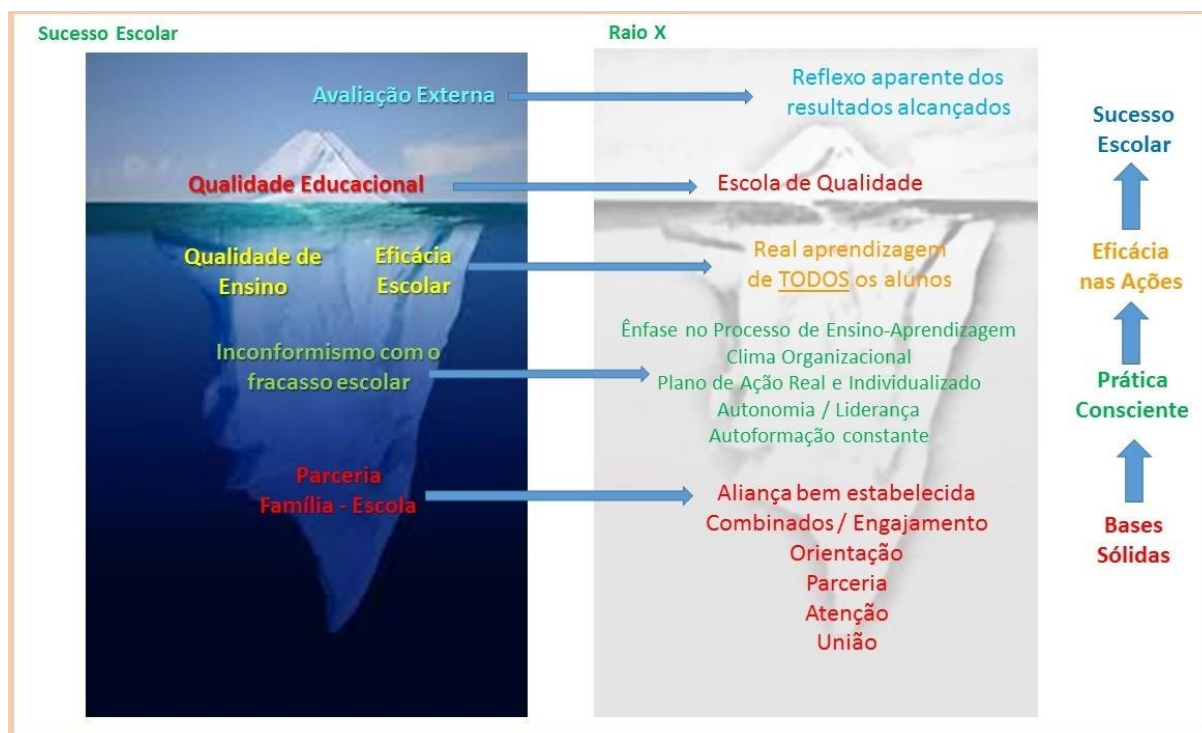 Sucesso Escolar
Avaliação Externa
Qualidade Educacional
Qualidade de
Ensino
Eficácia
Escolar
Inconformismo com o
fracasso escolar
Parceria
Família - Escola
Raio X
Reflexo aparente dos
resultados alcançados
Escola de Qualidade
Real aprendizagem
de TODOS os alunos
Ênfase no Processo de Ensino-Aprendizagem
Clima Organizacional
Plano de Ação Real e Individualizado
Autonomia / Liderança
Autoformação constante
Aliança bem estabelecida
Combinados / Engajamento
Orientação
Parceria
Atenção
União
Sucesso
Escolar
Eficácia
nas Ações
Prática
Consciente
Bases
Sólidas